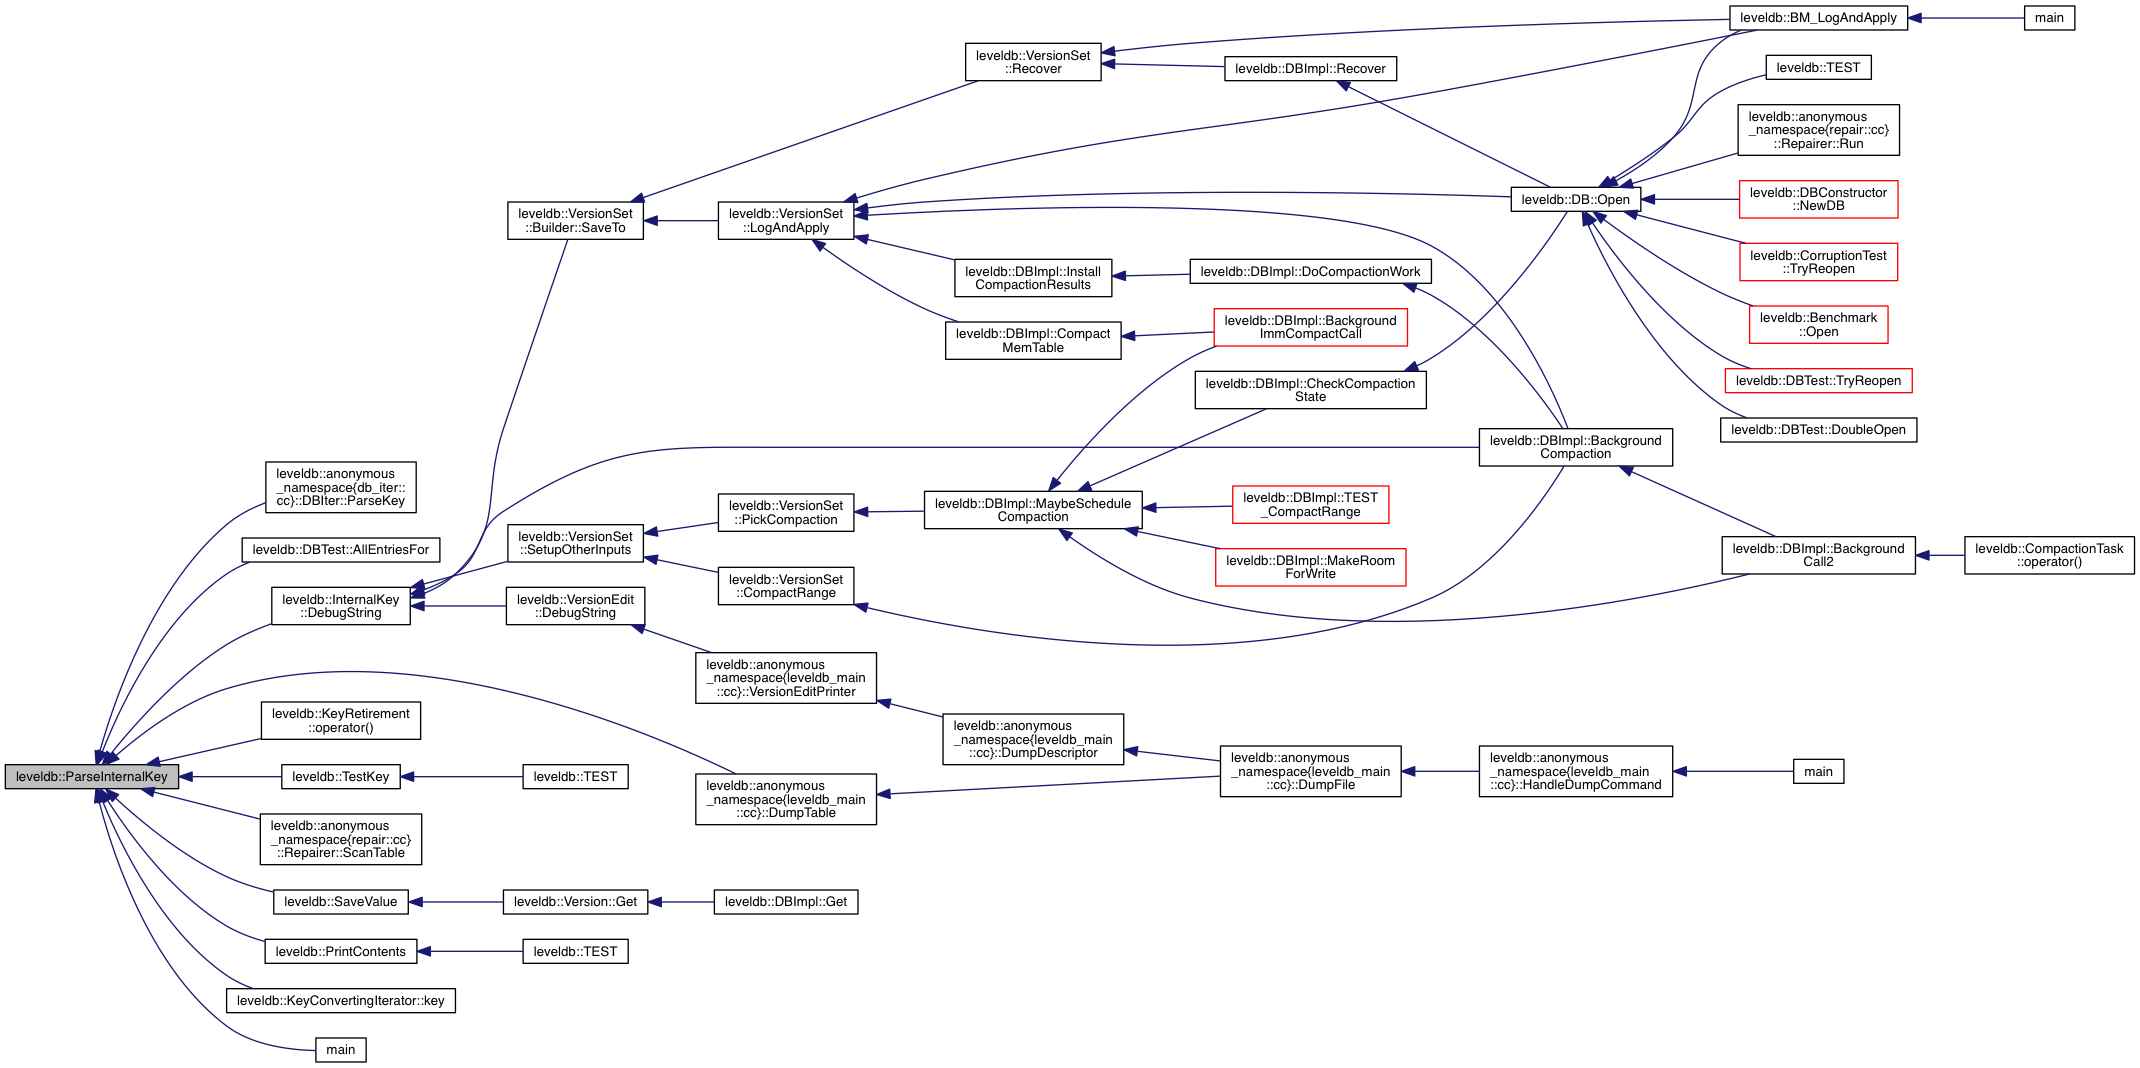 leveldb::ParseInternalKey
leveldb::anonymous
_namespace{db_iter::
cc}::DBIter::ParseKey
leveldb::DBTest::AllEntriesFor
leveldb::InternalKey
::DebugString
leveldb::KeyRetirement
::operator()
leveldb::TestKey
leveldb::anonymous
_namespace{repair::cc}
::Repairer::ScanTable
leveldb::SaveValue
leveldb::PrintContents
leveldb::KeyConvertingIterator::key
main
leveldb::VersionSet
::Builder::SaveTo
leveldb::VersionSet
::SetupOtherInputs
leveldb::VersionEdit
::DebugString
leveldb::TEST
leveldb::Version::Get
leveldb::TEST
leveldb::VersionSet
::LogAndApply
leveldb::VersionSet
::PickCompaction
leveldb::VersionSet
::CompactRange
leveldb::anonymous
_namespace{leveldb_main
::cc}::VersionEditPrinter
leveldb::anonymous
_namespace{leveldb_main
::cc}::DumpTable
leveldb::DBImpl::Get
leveldb::VersionSet
::Recover
leveldb::DBImpl::Install
CompactionResults
leveldb::DBImpl::Compact
MemTable
leveldb::DBImpl::MaybeSchedule
Compaction
leveldb::anonymous
_namespace{leveldb_main
::cc}::DumpDescriptor
leveldb::DBImpl::Recover
leveldb::DBImpl::DoCompactionWork
leveldb::DBImpl::Background
ImmCompactCall
leveldb::DBImpl::CheckCompaction
State
leveldb::DBImpl::TEST
_CompactRange
leveldb::DBImpl::MakeRoom
ForWrite
leveldb::anonymous
_namespace{leveldb_main
::cc}::DumpFile
leveldb::DB::Open
leveldb::DBImpl::Background
Compaction
leveldb::anonymous
_namespace{leveldb_main
::cc}::HandleDumpCommand
leveldb::BM_LogAndApply
leveldb::TEST
leveldb::anonymous
_namespace{repair::cc}
::Repairer::Run
leveldb::DBConstructor
::NewDB
leveldb::CorruptionTest
::TryReopen
leveldb::Benchmark
::Open
leveldb::DBTest::TryReopen
leveldb::DBTest::DoubleOpen
leveldb::DBImpl::Background
Call2
main
main
leveldb::CompactionTask
::operator()